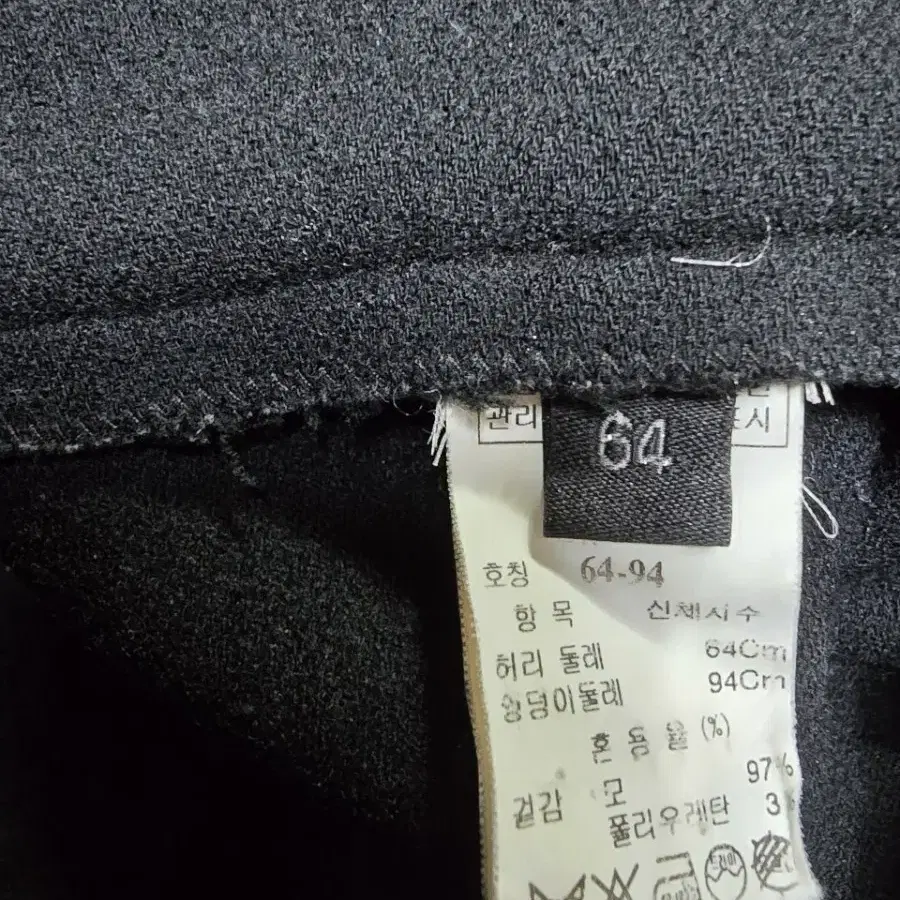 관리 표시
64
호칭 64-94
항목 신체치수
허리 둘레 64Cm
엉덩이둘레 94Cm
혼용율 (%)
겉감 모 97%
폴리우레탄 3